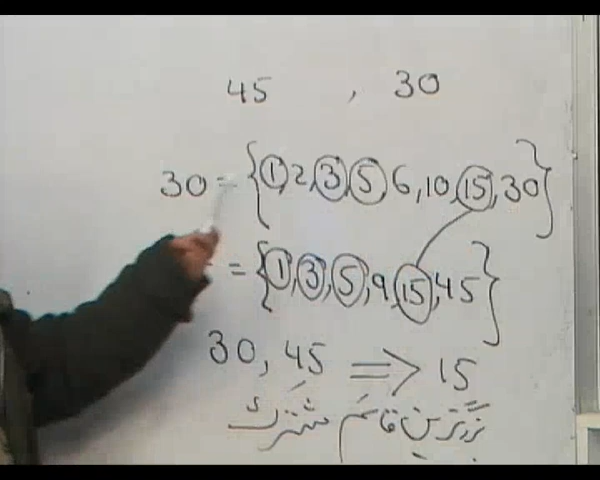 45 , 30
30 = {1, 2, 3, 5, 6, 10, 15, 30}
= {1, 3, 5, 9, 15, 45}
30, 45 => 15
بزرگترین قاسم مشترک